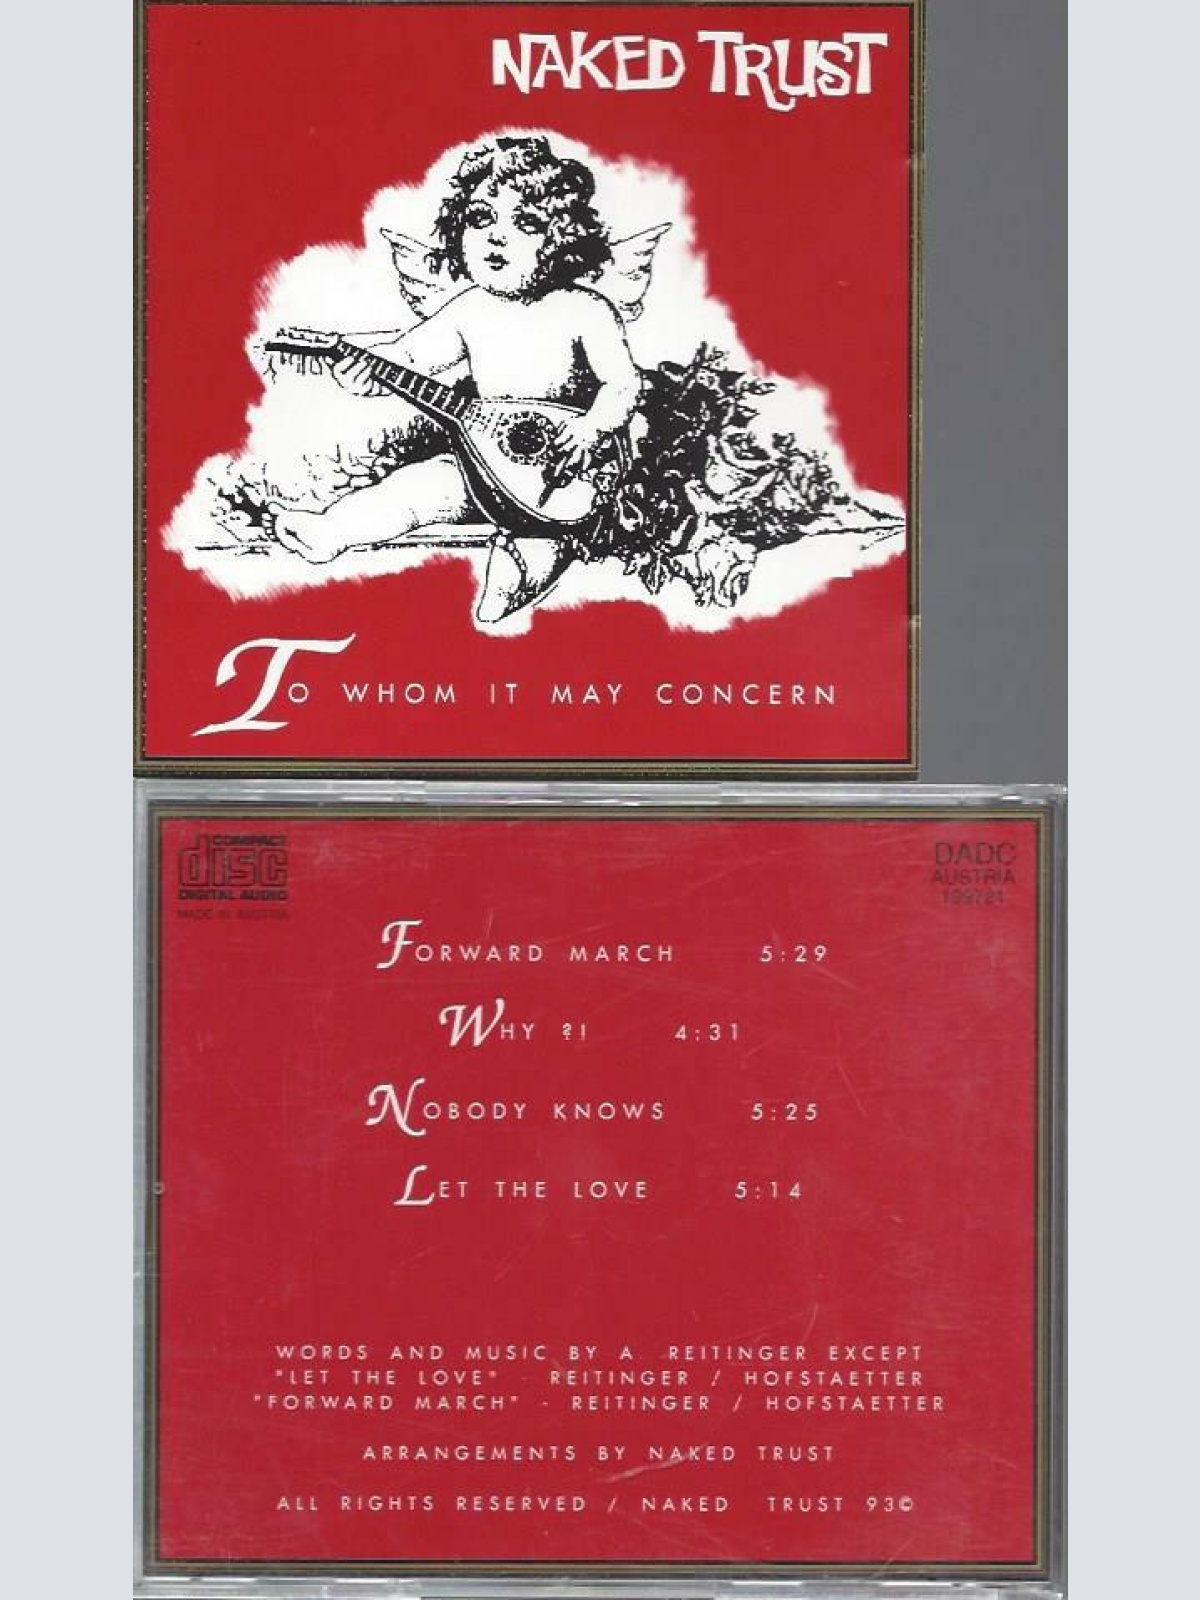 NAKED TRUST
TO WHOM IT MAY CONCERN
COMPACT
disc
DIGITAL AUDIO
MADE IN AUSTRIA
DADC
AUSTRIA
FORWARD MARCH 5:29
WHY ?! 4:31
NOBODY KNOWS 5:25
LET THE LOVE 5:14
WORDS AND MUSIC BY A. REITINGER EXCEPT
"LET THE LOVE" - REITINGER / HOFSTAETTER
"FORWARD MARCH" - REITINGER / HOFSTAETTER
ARRANGEMENTS BY NAKED TRUST
ALL RIGHTS RESERVED / NAKED TRUST 93©